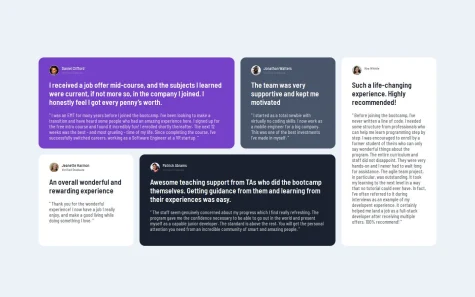 Daniel Clifford
I received a job offer mid-course, and the subjects I learned
were current, if not more so, in the company I joined. I
honestly feel I got every penny's worth.
" I was an EMT for many years before I joined the bootcamp. I've been looking to make a
transition and have heard some people who had an amazing experience here. I signed up
for the free intro course and found it incredibly fun! I enrolled shortly thereafter. The next 12
weeks was the best - and most grueling - time of my life. Since completing the course, I've
successfully switched careers, working as a Software Engineer at a VR startup. "
Jonathan Walters
The team was very
supportive and kept me
motivated
" I started as a total newbie with
virtually no coding skills. I now work as
a mobile engineer for a big company.
This was one of the best investments
I've made in myself. "
Kira Whittle
Such a life-changing
experience. Highly
recommended!
" Before joining the bootcamp, I've
never written a line of code. I needed
some structure from professionals who
can help me learn programming step by
step. I was encouraged to enroll by a
former student of theirs who can only
say wonderful things about the
program. The entire curriculum and
staff did not disappoint. They were very
hands-on and I never had to wait long
for assistance. The agile team project,
in particular, was outstanding. It took
my learning to the next level in a way
that no tutorial could ever have. In fact,
I've often referred to it during
interviews as an example of my
developent experience. It certainly
helped me land a job as a full-stack
developer after receiving multiple
offers. 100% recommend! "
Jeanette Harmon
An overall wonderful and
rewarding experience
" Thank you for the wonderful
experience! I now have a job I really
enjoy, and make a good living while
doing something I love. "
Patrick Abrams
Awesome teaching support from TAs who did the bootcamp
themselves. Getting guidance from them and learning from
their experiences was easy.
" The staff seem genuinely concerned about my progress which I find really refreshing. The
program gave me the confidence necessary to be able to go out in the world and present
myself as a capable junior developer. The standard is above the rest. You will get the personal
attention you need from an incredible community of smart and amazing people. "